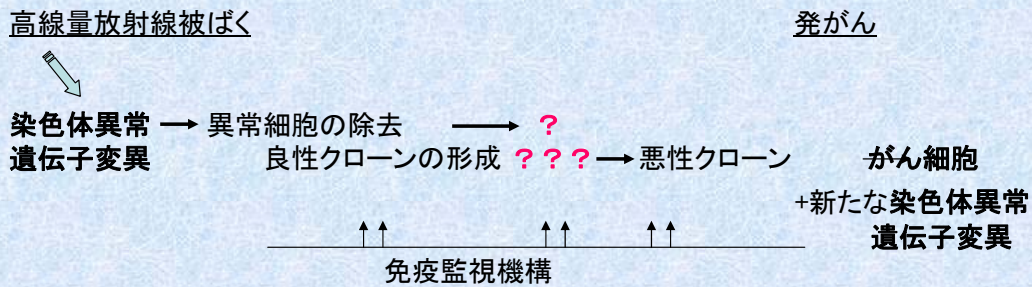 高線量放射線被ばく 発がん
染色体異常 → 異常細胞の除去 → ?
遺伝子変異 良性クローンの形成 ? ? ? → 悪性クローン がん細胞
+新たな染色体異常
遺伝子変異
免疫監視機構